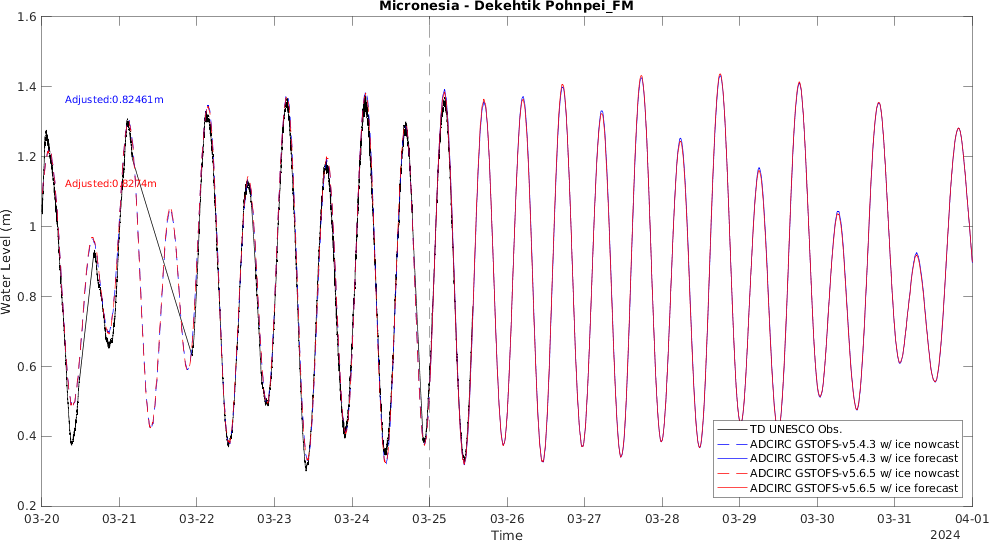 Micronesia - Dekehtik Pohnpei_FM
Water Level (m)
1.6
1.4
1.2
1
0.8
0.6
0.4
0.2
Adjusted:0.82461m
Adjusted:0.8274m
TD UNESCO Obs.
ADCIRC GSTOFS-v5.4.3 w/ ice nowcast
ADCIRC GSTOFS-v5.4.3 w/ ice forecast
ADCIRC GSTOFS-v5.6.5 w/ ice nowcast
ADCIRC GSTOFS-v5.6.5 w/ ice forecast
03-20 03-21 03-22 03-23 03-24 03-25 03-26 03-27 03-28 03-29 03-30 03-31 04-01
Time
2024